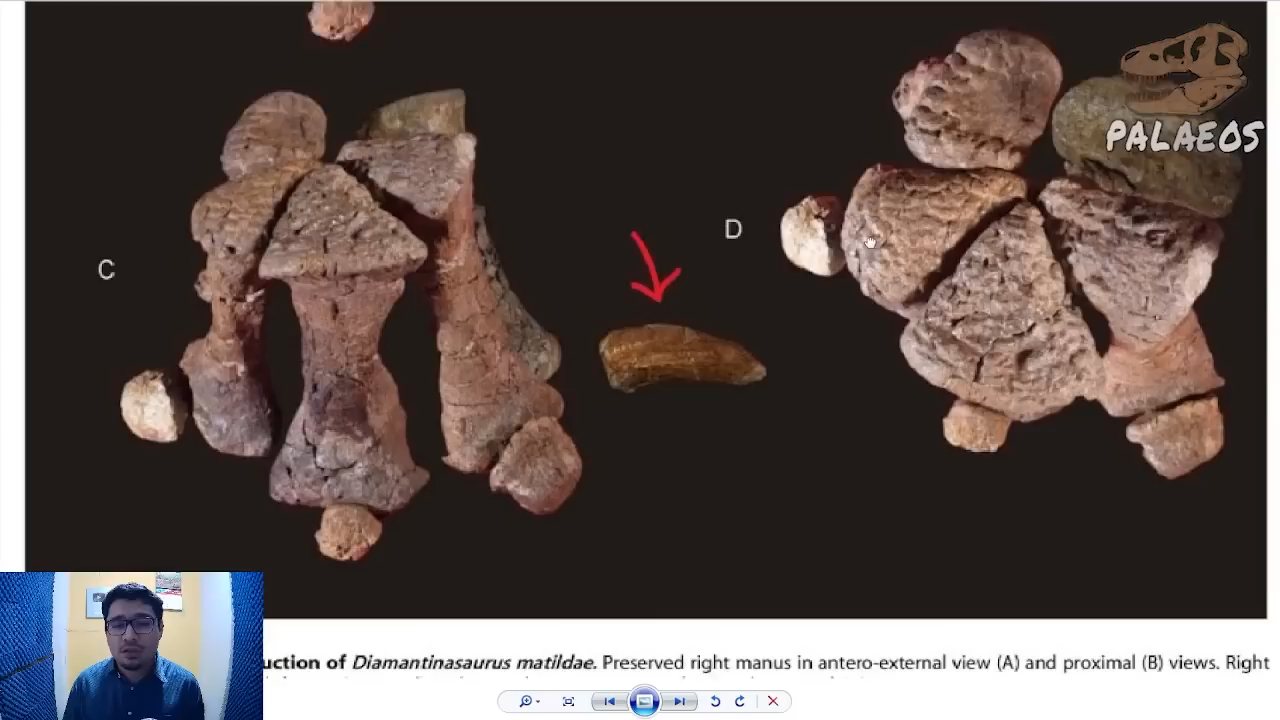 PALAEOS
D
C
uction of Diamantinasaurus matildae. Preserved right manus in antero-external view (A) and proximal (B) views. Right